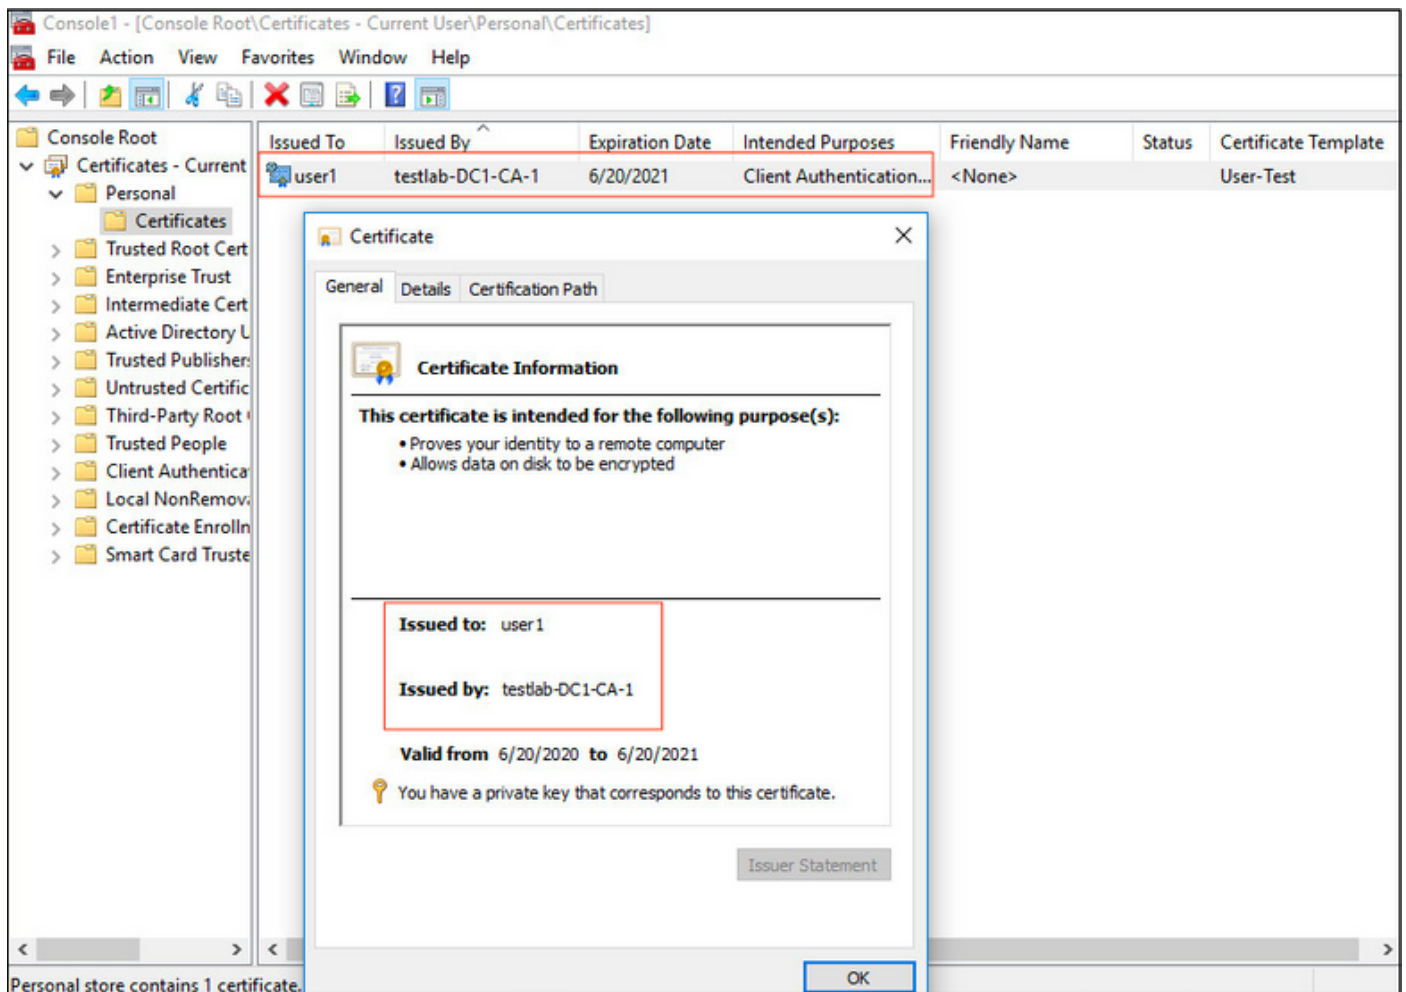 Console1 - [Console Root\Certificates - Current User\Personal\Certificates]
File Action View Favorites Window Help
Console Root
Certificates - Current
Personal
Certificates
Trusted Root Cert
Enterprise Trust
Intermediate Cert
Active Directory U
Trusted Publishers
Untrusted Certific
Third-Party Root
Trusted People
Client Authentica
Local NonRemova
Certificate Enrolln
Smart Card Truste
Issued To Issued By Expiration Date Intended Purposes Friendly Name Status Certificate Template
user1 testlab-DC1-CA-1 6/20/2021 Client Authentication... <None> User-Test
Certificate
General Details Certification Path
Certificate Information
This certificate is intended for the following purpose(s):
• Proves your identity to a remote computer
• Allows data on disk to be encrypted
Issued to: user1
Issued by: testlab-DC1-CA-1
Valid from 6/20/2020 to 6/20/2021
You have a private key that corresponds to this certificate.
Issuer Statement
OK
Personal store contains 1 certificate.